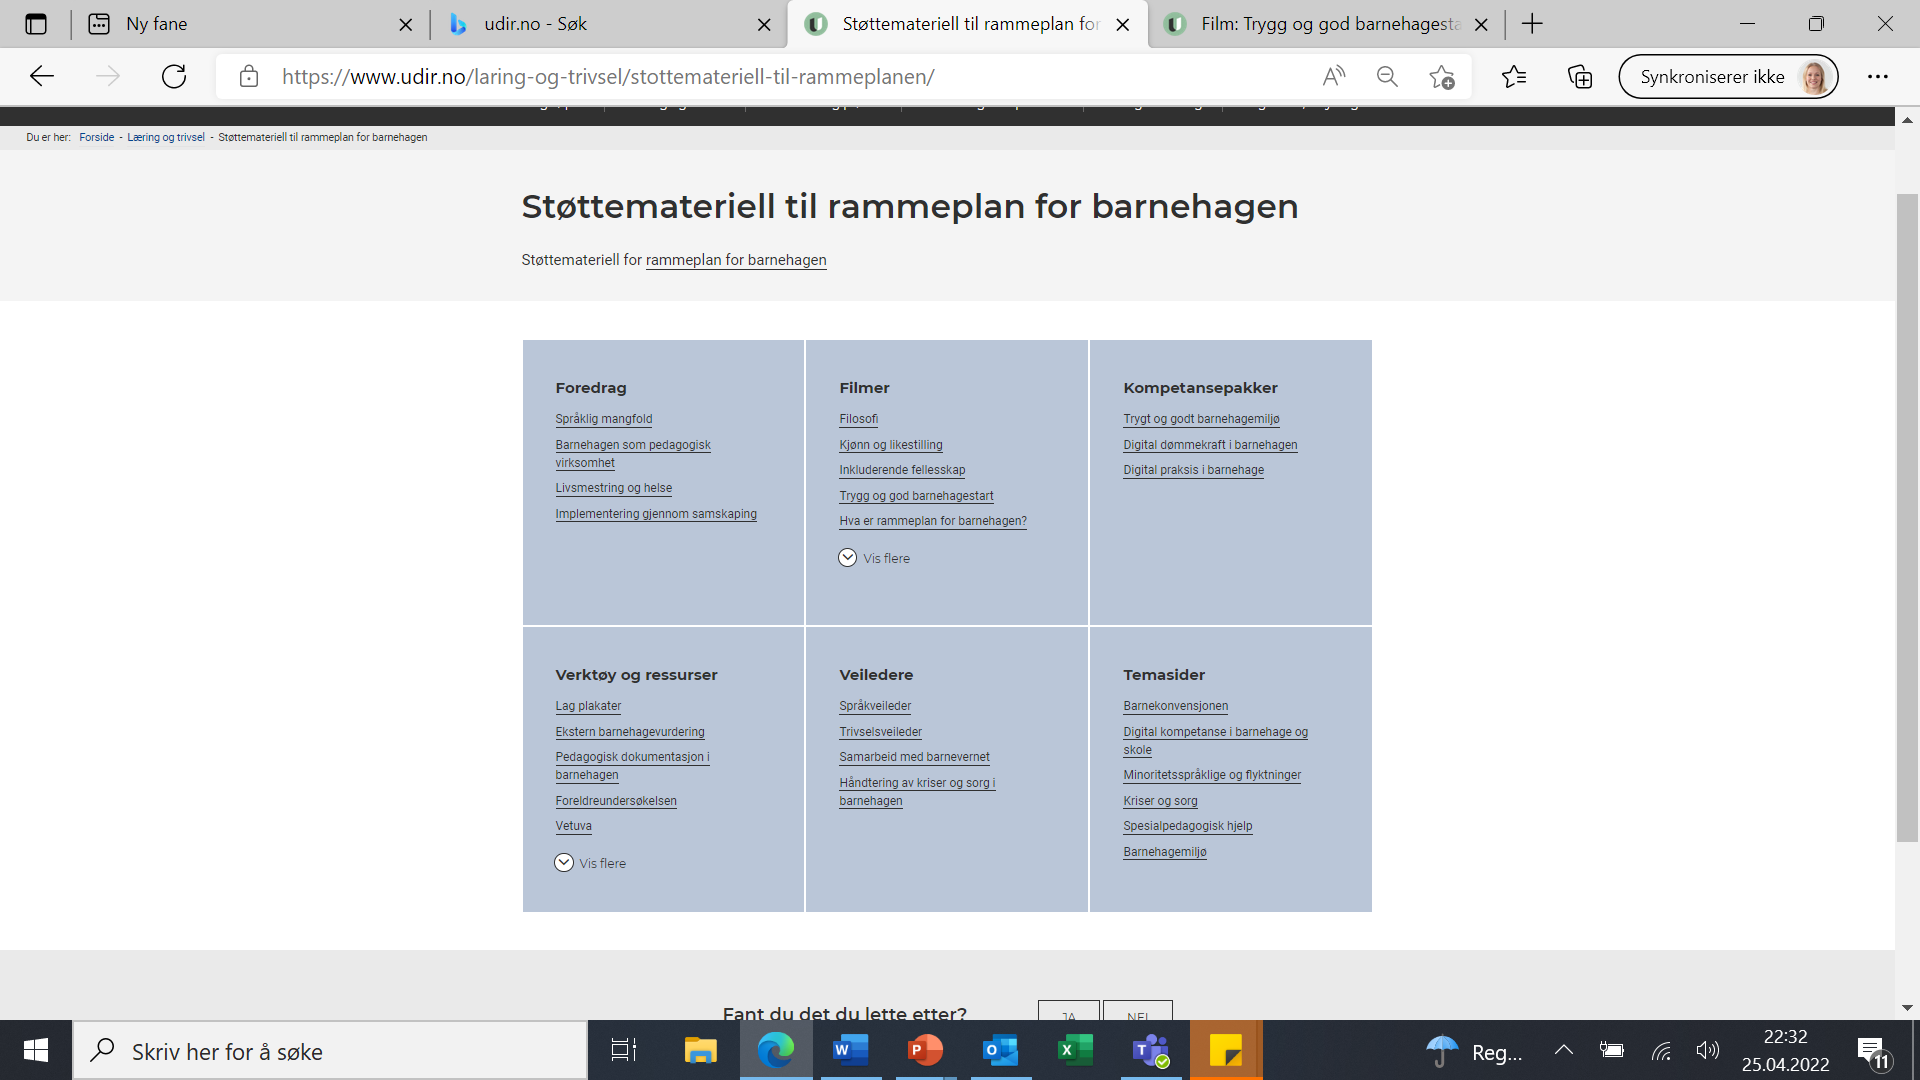 Ny fane
udir.no - Søk
Støttemateriell til rammeplan for
Film: Trygg og god barnehagesta
https://www.udir.no/laring-og-trivsel/stottemateriell-til-rammeplanen/
Synkroniserer ikke
Du er her: Forside - Læring og trivsel - Støttemateriell til rammeplan for barnehagen
Støttemateriell til rammeplan for barnehagen
Støttemateriell for rammeplan for barnehagen
Foredrag
Språklig mangfold
Barnehagen som pedagogisk
virksomhet
Livsmestring og helse
Implementering gjennom samskaping
Filmer
Filosofi
Kjønn og likestilling
Inkluderende fellesskap
Trygg og god barnehagestart
Hva er rammeplan for barnehagen?
Vis flere
Kompetansepakker
Trygt og godt barnehagemiljø
Digital dømmekraft i barnehagen
Digital praksis i barnehage
Verktøy og ressurser
Lag plakater
Ekstern barnehagevurdering
Pedagogisk dokumentasjon i
barnehagen
Foreldreundersøkelsen
Vetuva
Vis flere
Veiledere
Språkveileder
Trivselsveileder
Samarbeid med barnevernet
Håndtering av kriser og sorg i
barnehagen
Temasider
Barnekonvensjonen
Digital kompetanse i barnehage og
skole
Minoritetsspråklige og flyktninger
Kriser og sorg
Spesialpedagogisk hjelp
Barnehagemiljø
Fant du det du lette etter?
JA
NEI
Skriv her for å søke
Reg...
22:32
25.04.2022
11